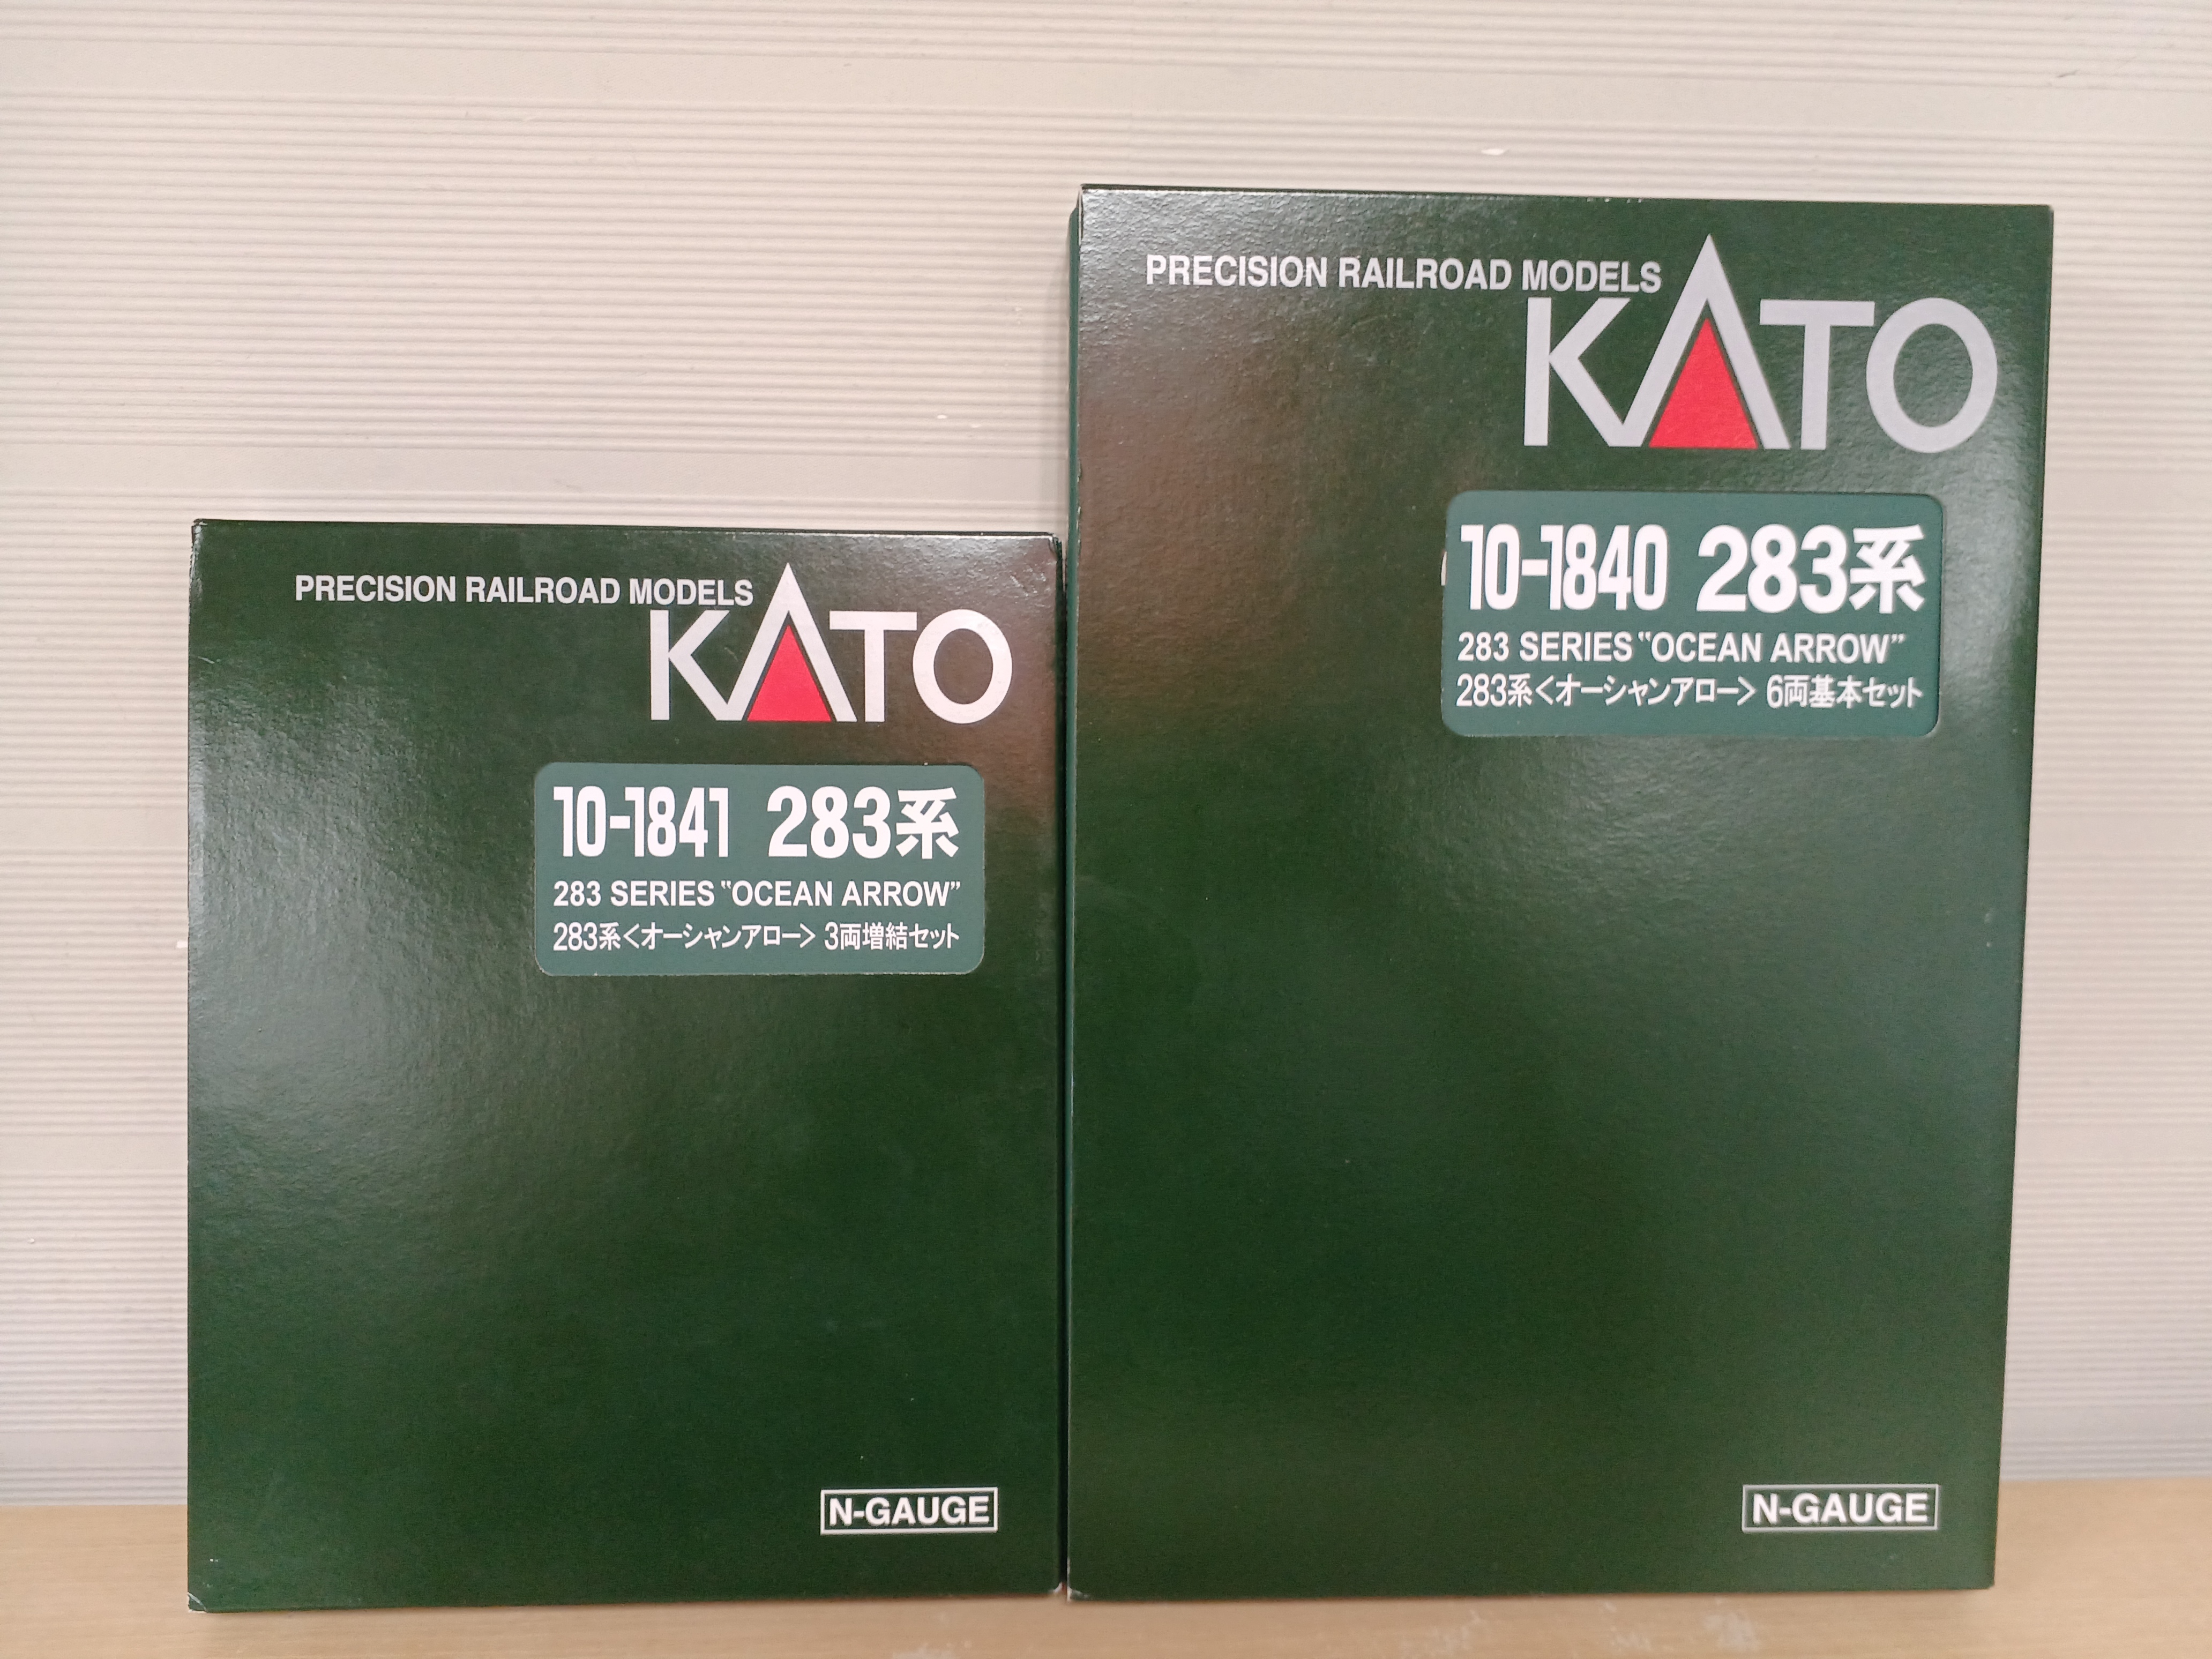 PRECISION RAILROAD MODELS
KATO
10-1841 283系
283 SERIES "OCEAN ARROW"
283系<オーシャンアロー> 3両増結セット
N-GAUGE
PRECISION RAILROAD MODELS
KATO
10-1840 283系
283 SERIES "OCEAN ARROW"
283系<オーシャンアロー> 6両基本セット
N-GAUGE